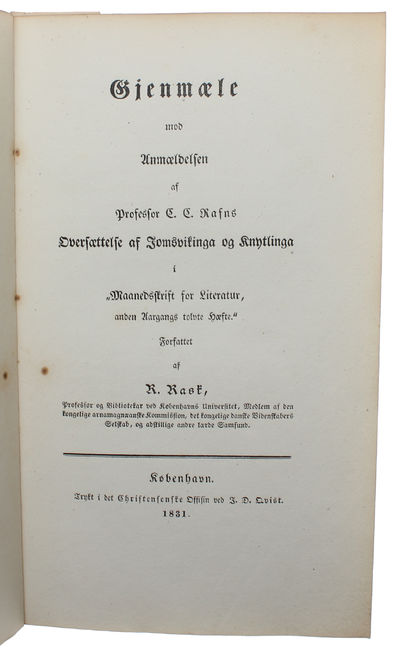 Gjenmæle
mod
Anmældelsen
af
Professor C. C. Rafns
Oversættelse af Jomsvikinga og Knytlinga
i
„Maanedsskrift for Literatur,
anden Aargangs tolvte Hæfte.“
Forfattet
af
R. Rask,
Professor og Bibliotekar ved Københavns Universitet, Medlem af den
kongelige arnamagnæanske Kommission, det kongelige danske Videnskabers
Selskab, og adskillige andre lærde Samfund.
København.
Trykt i det Christensenske Offisin ved J. D. Qvist.
1831.